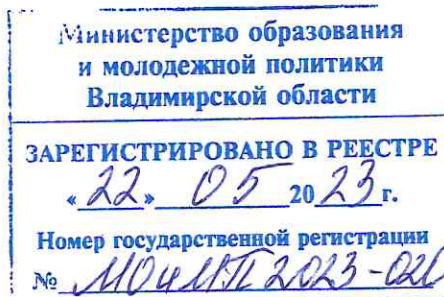 Министерство образования
и молодежной политики
Владимирской области
ЗАРЕГИСТРИРОВАНО В РЕЕСТРЕ
«22» 05 2023 г.
Номер государственной регистрации
№ МОиМП 2023-026